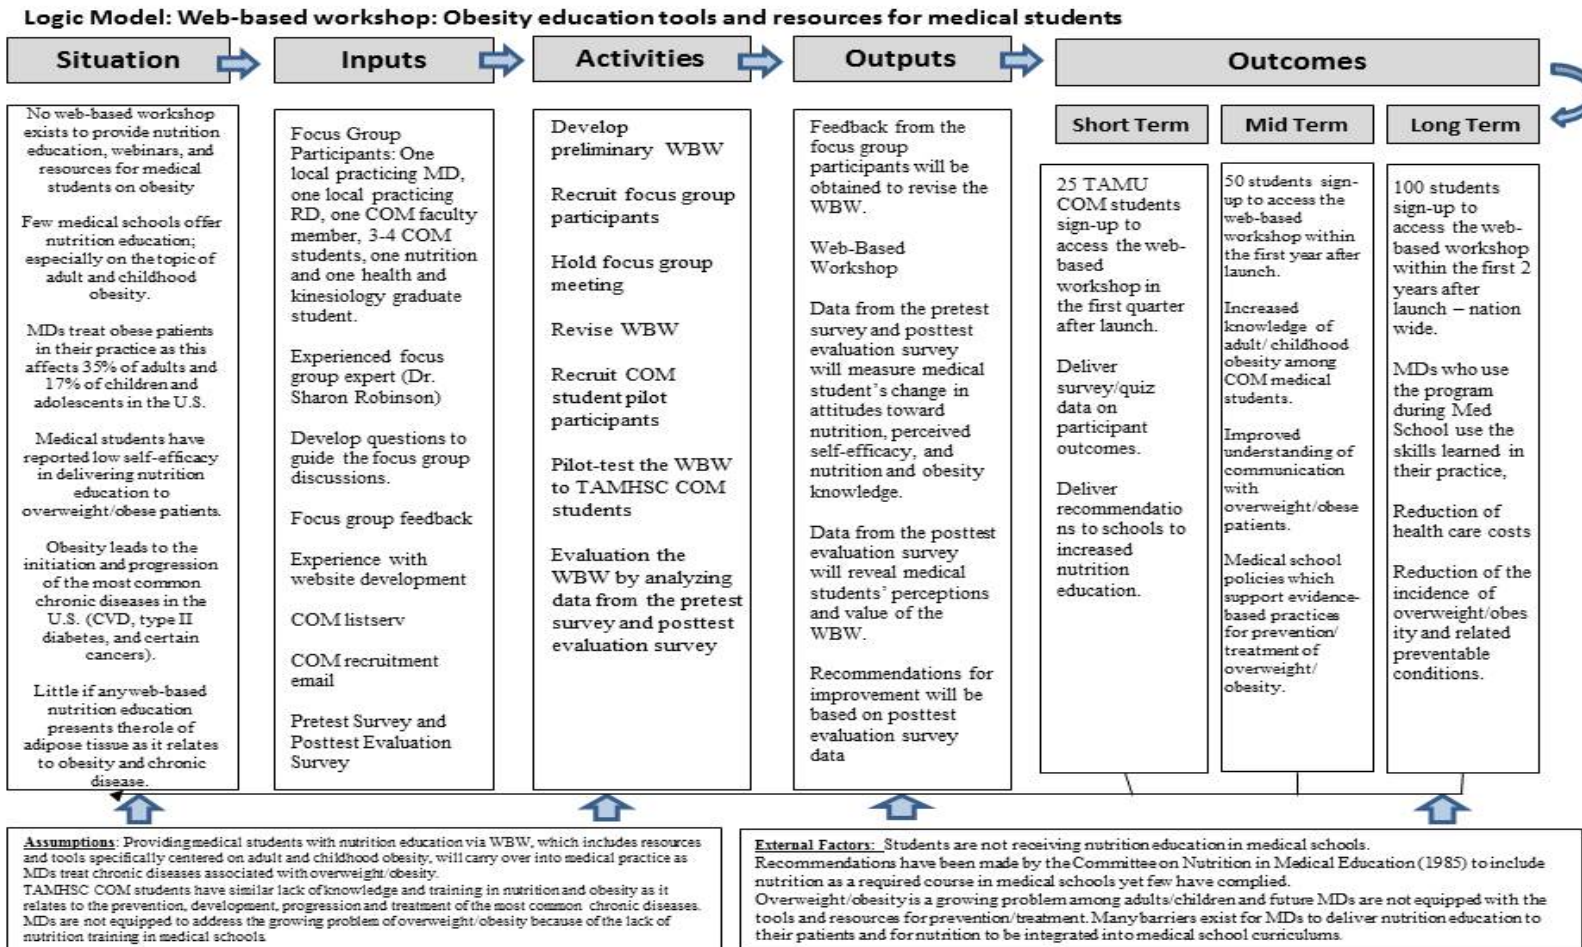 Logic Model: Web-based workshop: Obesity education tools and resources for medical students
Situation
Inputs
Activities
Outputs
Outcomes
No web-based workshop
exists to provide nutrition
education, webinars, and
resources for medical
students on obesity
Few medical schools offer
nutrition education;
especially on the topic of
adult and childhood
obesity.
MDs treat obese patients
in their practice as this
affects 35% of adults and
17% of children and
adolescents in the U.S.
Medical students have
reported low self-efficacy
in delivering nutrition
education to
overweight/obese patients.
Obesity leads to the
initiation and progression
of the most common
chronic diseases in the
U.S. (CVD, type II
diabetes, and certain
cancers).
Little if any web-based
nutrition education
presents the role of
adipose tissue as it relates
to obesity and chronic
disease.
Focus Group
Participants: One
local practicing MD,
one local practicing
RD, one COM faculty
member, 3-4 COM
students, one nutrition
and one health and
kinesiology graduate
student.
Experienced focus
group expert (Dr.
Sharon Robinson)
Develop questions to
guide the focus group
discussions.
Focus group feedback
Experience with
website development
COM listserv
COM recruitment
email
Pretest Survey and
Posttest Evaluation
Survey
Develop
preliminary WBW
Recruit focus group
participants
Hold focus group
meeting
Revise WBW
Recruit COM
student pilot
participants
Pilot-test the WBW
to TAMHSC COM
students
Evaluation the
WBW by analyzing
data from the pretest
survey and posttest
evaluation survey
Feedback from the
focus group
participants will be
obtained to revise the
WBW.
Web-Based
Workshop
Data from the pretest
survey and posttest
evaluation survey
will measure medical
student's change in
attitudes toward
nutrition, perceived
self-efficacy, and
nutrition and obesity
knowledge.
Data from the posttest
evaluation survey
will reveal medical
students' perceptions
and value of the
WBW.
Recommendations for
improvement will be
based on posttest
evaluation survey
data
Short Term
25 TAMU
COM students
sign-up to
access the web-
based
workshop in
the first quarter
after launch.
Deliver
survey/quiz
data on
participant
outcomes.
Deliver
recommendatio
ns to schools to
increased
nutrition
education.
Mid Term
50 students sign-
up to access the
web-based
workshop within
the first year after
launch.
Increased
knowledge of
adult/ childhood
obesity among
COM medical
students.
Improved
understanding of
communication
with
overweight/obese
patients.
Medical school
policies which
support evidence-
based practices
for prevention/
treatment of
overweight/
obesity.
Long Term
100 students
sign-up to
access the web-
based workshop
within the first 2
years after
launch – nation
wide.
MDs who use
the program
during Med
School use the
skills learned in
their practice,
Reduction of
health care costs
Reduction of the
incidence of
overweight/obes
ity and related
preventable
conditions.
Assumptions: Providing medical students with nutrition education via WBW, which includes resources
and tools specifically centered on adult and childhood obesity, will carry over into medical practice as
MDs treat chronic diseases associated with overweight/obesity.
TAMHSC COM students have similar lack of knowledge and training in nutrition and obesity as it
relates to the prevention, development, progression and treatment of the most common chronic diseases.
MDs are not equipped to address the growing problem of overweight/obesity because of the lack of
nutrition training in medical schools.
External Factors: Students are not receiving nutrition education in medical schools.
Recommendations have been made by the Committee on Nutrition in Medical Education (1985) to include
nutrition as a required course in medical schools yet few have complied.
Overweight/obesity is a growing problem among adults/children and future MDs are not equipped with the
tools and resources for prevention/treatment. Many barriers exist for MDs to deliver nutrition education to
their patients and for nutrition to be integrated into medical school curriculums.